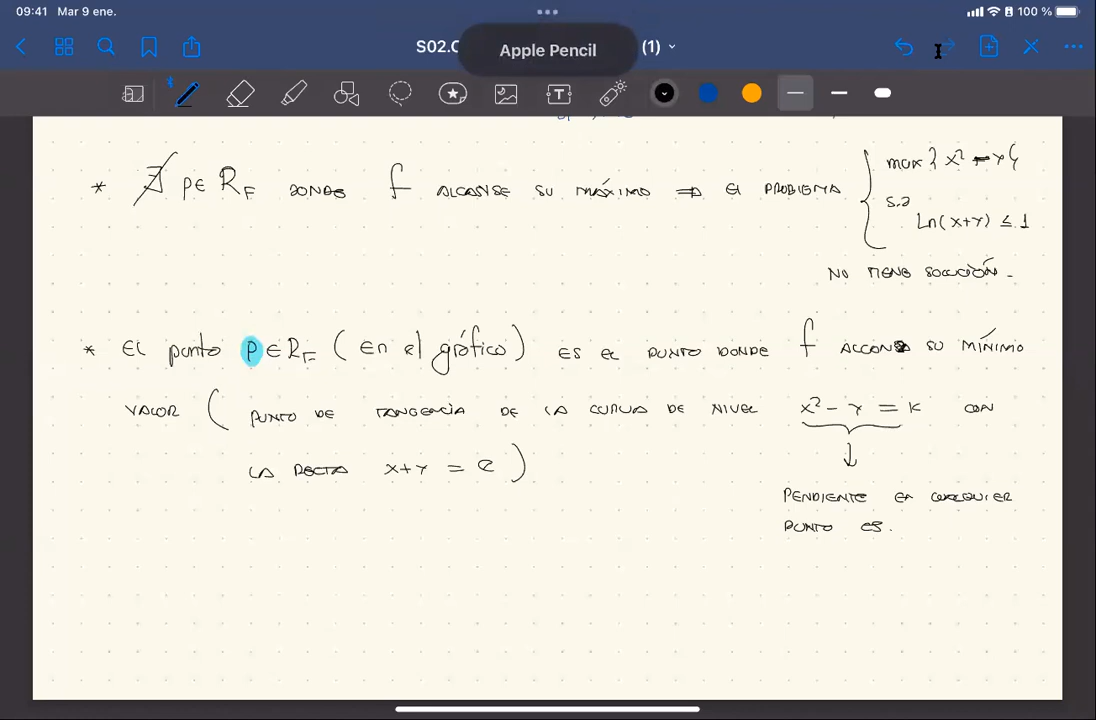 09:41 Mar 9 ene. 100 %
S02.C (1)
Apple Pencil
* ∄ p∈ R_F DONDE f ALCANSE SU MÁXIMO ⇒ El PROBLEMA { max { x² - y }
s.a
Ln(x+y) ≤ 1
NO TIENE SOLUCIÓN.
* El punto p ∈ R_F ( En el gráfico ) ES EL PUNTO DONDE f ALCANSA SU MÍNIMO
VALOR ( PUNTO DE TANGENCIA DE LA CURVA DE NIVEL x² - y = K CON
LA RECTA x+y = e )
PENDIENTE EN CUALQUIER
PUNTO ES.